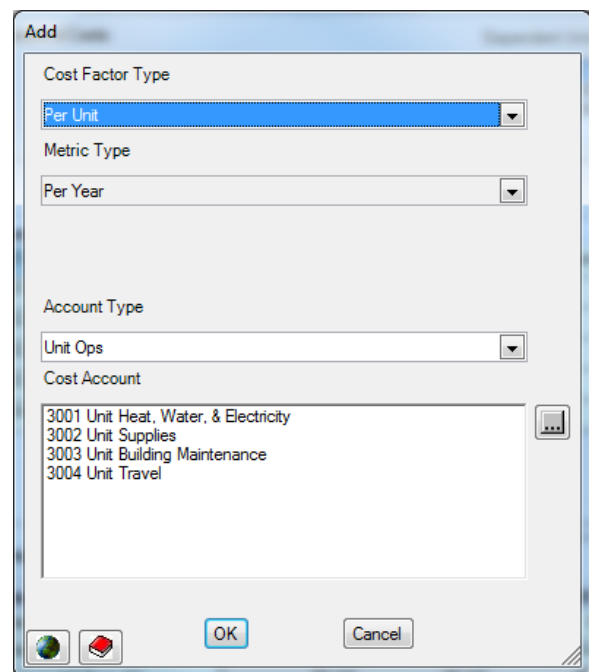 Add
Cost Factor Type
Per Unit
Metric Type
Per Year
Account Type
Unit Ops
Cost Account
3001 Unit Heat, Water, & Electricity
3002 Unit Supplies
3003 Unit Building Maintenance
3004 Unit Travel
...
OK
Cancel